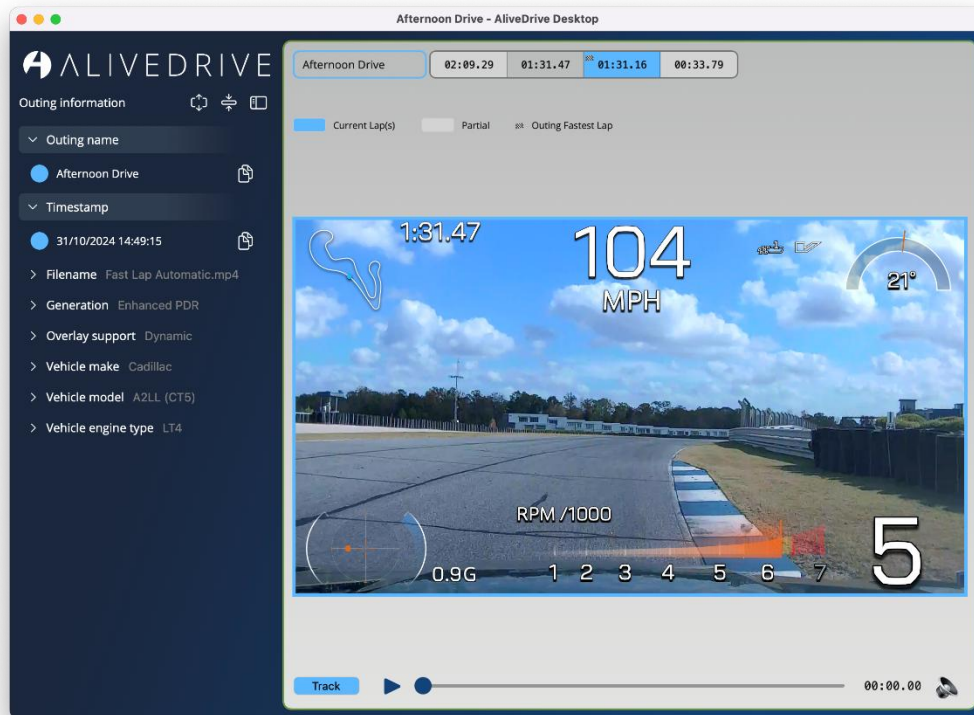 Afternoon Drive - AliveDrive Desktop
ALIVEDRIVE
Outing information
Outing name
Afternoon Drive
Timestamp
31/10/2024 14:49:15
Filename Fast Lap Automatic.mp4
Generation Enhanced PDR
Overlay support Dynamic
Vehicle make Cadillac
Vehicle model A2LL (CT5)
Vehicle engine type LT4
Afternoon Drive 02:09.29 01:31.47 01:31.16 00:33.79
Current Lap(s) Partial Outing Fastest Lap
1:31.47
104
MPH
21°
RPM /1000
0.9G
1 2 3 4 5 6 7
5
Track 00:00.00